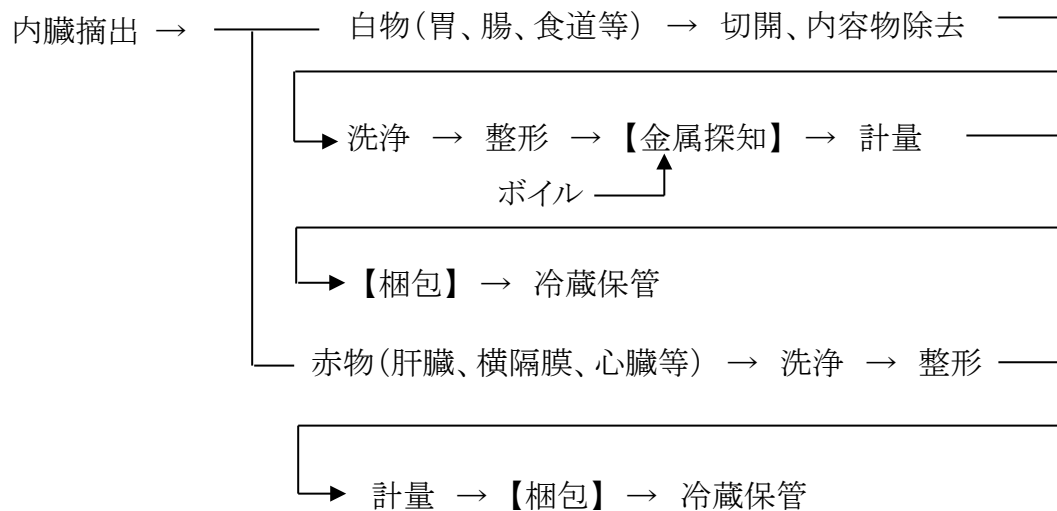 内臓摘出 → 白物(胃、腸、食道等) → 切開、内容物除去
洗浄 → 整形 → 【金属探知】 → 計量
ボイル
【梱包】 → 冷蔵保管
赤物(肝臓、横隔膜、心臓等) → 洗浄 → 整形
計量 → 【梱包】 → 冷蔵保管